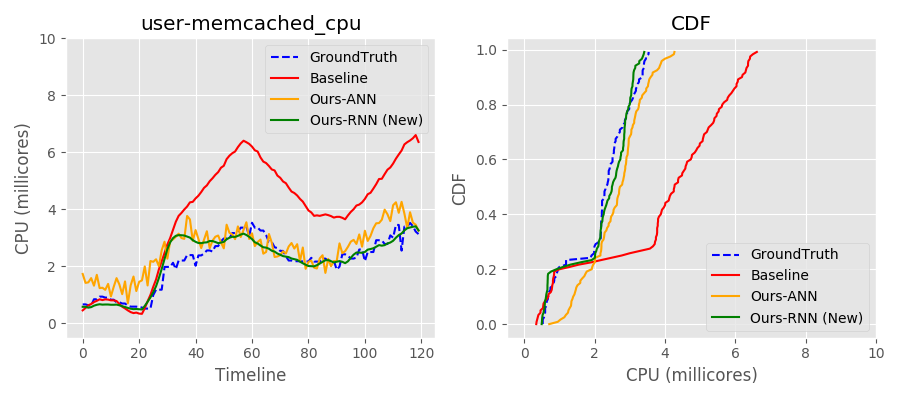 user-memcached_cpu
CPU (millicores)
10
8
6
4
2
0
GroundTruth
Baseline
Ours-ANN
Ours-RNN (New)
0 20 40 60 80 100 120
Timeline
CDF
CDF
1.0
0.8
0.6
0.4
0.2
0.0
GroundTruth
Baseline
Ours-ANN
Ours-RNN (New)
0 2 4 6 8 10
CPU (millicores)